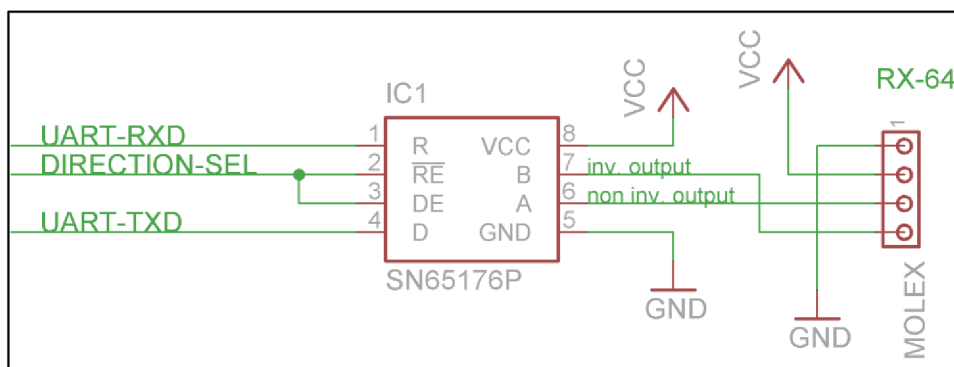 VCC
VCC
RX-64
IC1
1
UART-RXD
1
R
VCC
8
DIRECTION-SEL
2
RE
B
7
inv. output
3
DE
A
6
non inv. output
UART-TXD
4
D
GND
5
SN65176P
GND
GND
MOLEX